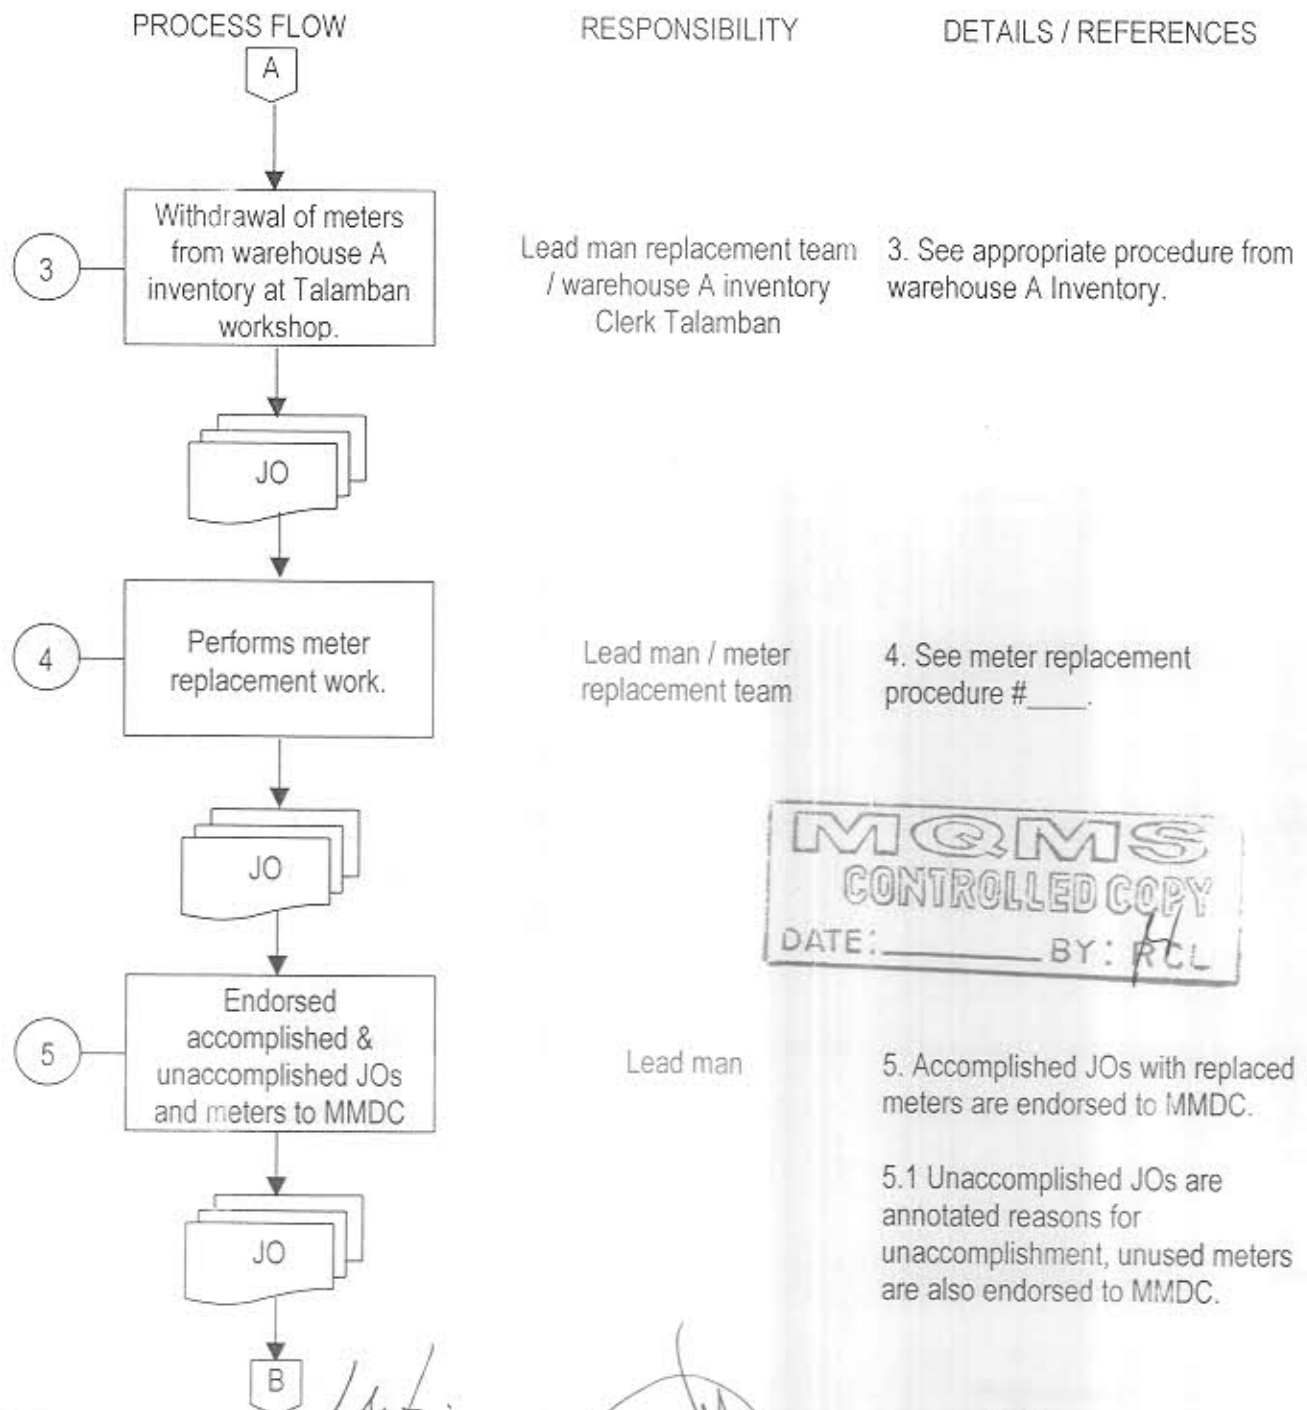 PROCESS FLOW
RESPONSIBILITY
DETAILS / REFERENCES
A
3
Withdrawal of meters
from warehouse A
inventory at Talamban
workshop.
Lead man replacement team
/ warehouse A inventory
Clerk Talamban
3. See appropriate procedure from
warehouse A Inventory.
JO
4
Performs meter
replacement work.
Lead man / meter
replacement team
4. See meter replacement
procedure #____.
JO
MQMS
CONTROLLED COPY
DATE:________ BY: RCL
5
Endorsed
accomplished &
unaccomplished JOs
and meters to MMDC
Lead man
5. Accomplished JOs with replaced
meters are endorsed to MMDC.
5.1 Unaccomplished JOs are
annotated reasons for
unaccomplishment, unused meters
are also endorsed to MMDC.
JO
B